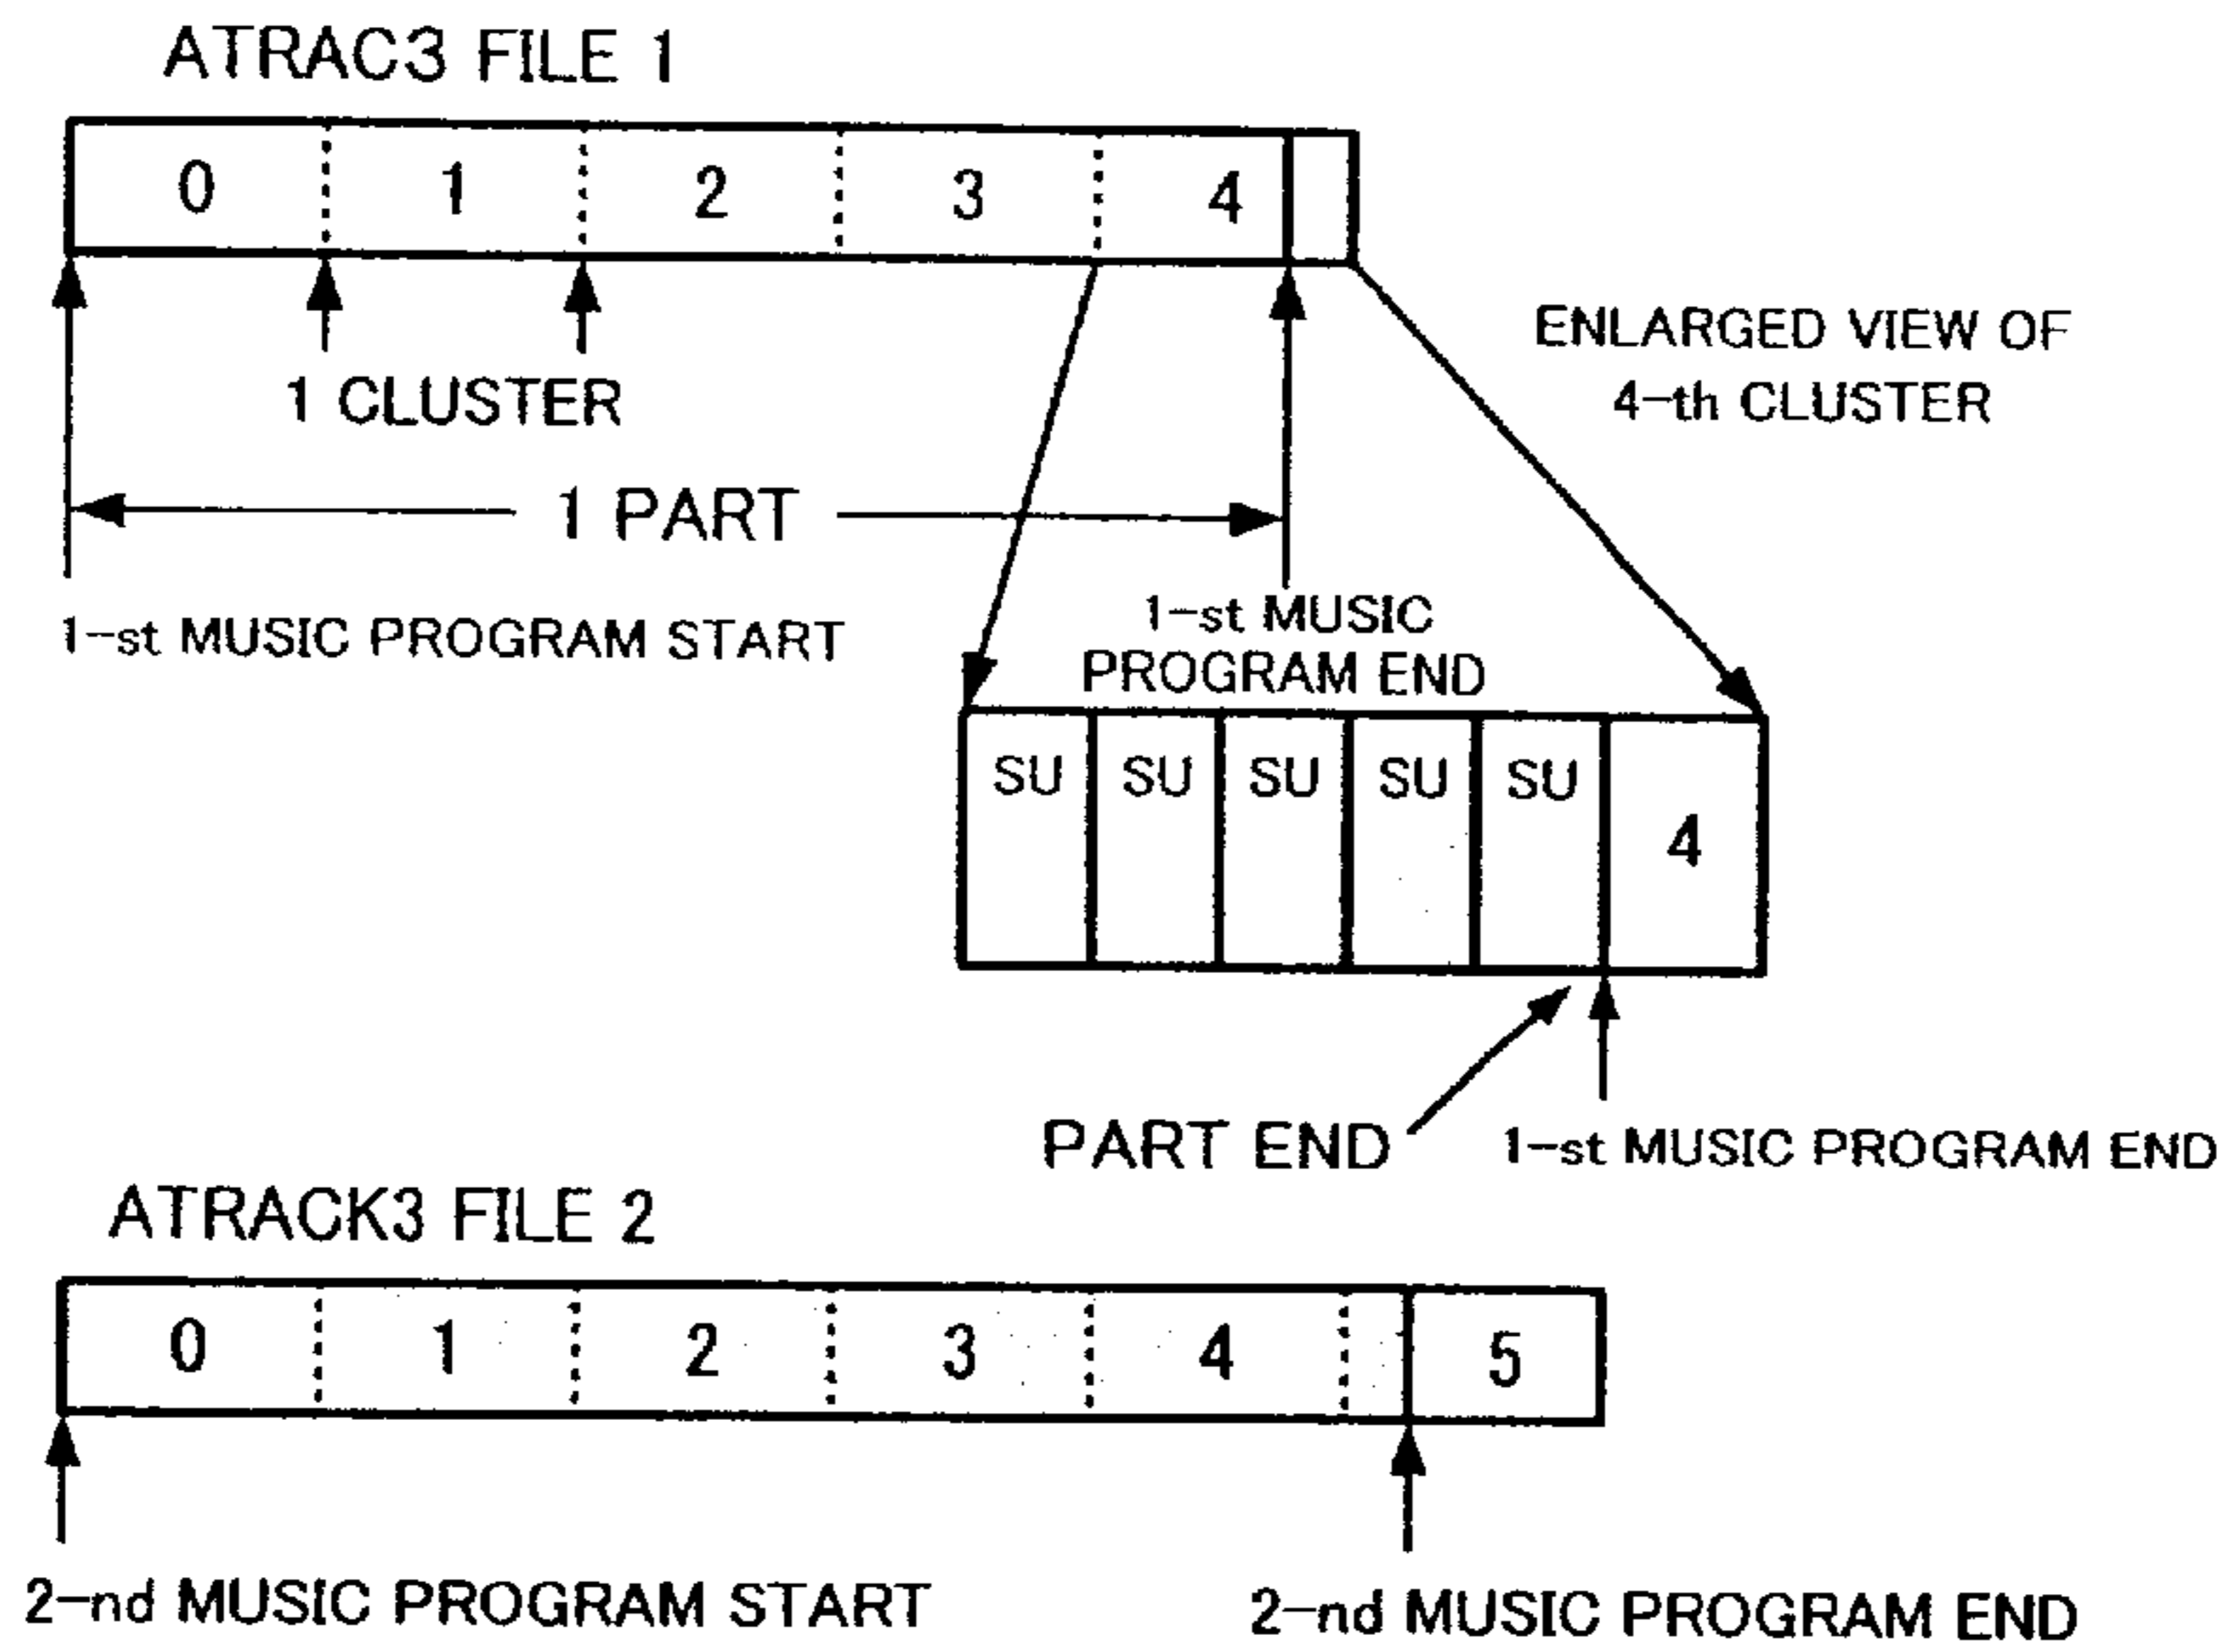 ATRAC3 FILE 1
0 1 2 3 4
ENLARGED VIEW OF
4-th CLUSTER
1 CLUSTER
1 PART
1-st MUSIC PROGRAM START
1-st MUSIC
PROGRAM END
SU SU SU SU SU
4
PART END
1-st MUSIC PROGRAM END
ATRACK3 FILE 2
0 1 2 3 4 5
2-nd MUSIC PROGRAM START
2-nd MUSIC PROGRAM END